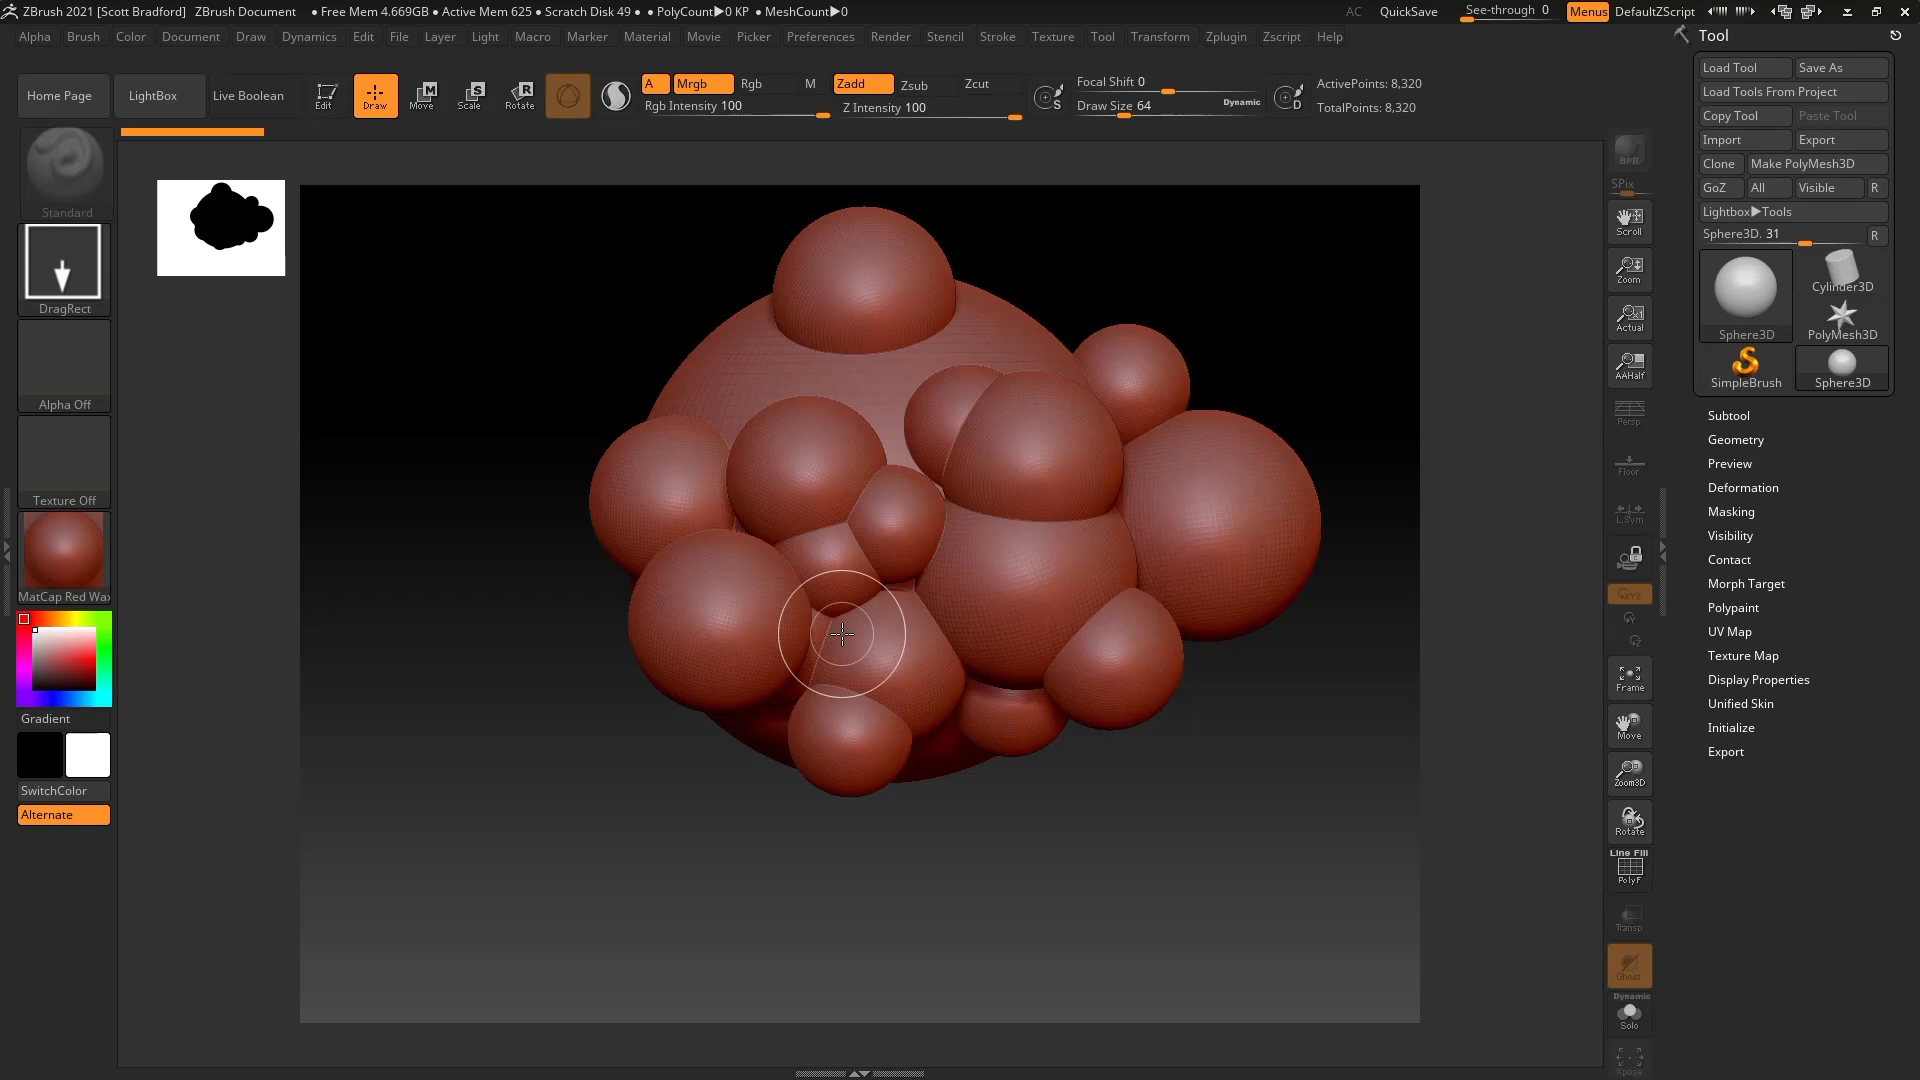 ZBrush 2021 [Scott Bradford] ZBrush Document • Free Mem 4.669GB • Active Mem 625 • Scratch Disk 49 • • PolyCount▶0 KP • MeshCount▶0 AC QuickSave See-through 0 Menus DefaultZScript
Alpha Brush Color Document Draw Dynamics Edit File Layer Light Macro Marker Material Movie Picker Preferences Render Stencil Stroke Texture Tool Transform Zplugin Zscript Help
Home Page LightBox Live Boolean Edit Draw Move Scale Rotate
A Mrgb Rgb M Zadd Zsub Zcut
Rgb Intensity 100 Z Intensity 100
Focal Shift 0
Draw Size 64 Dynamic
ActivePoints: 8,320
TotalPoints: 8,320
Standard
DragRect
Alpha Off
Texture Off
MatCap Red Wax
Gradient
SwitchColor
Alternate
BPR
SPix
Scroll
Zoom
Actual
AAHalf
Persp
Floor
L.Sym
XYZ
Frame
Move
Zoom3D
Rotate
Line Fill
PolyF
Transp
Ghost
Dynamic
Solo
Xpose
Tool
Load Tool Save As
Load Tools From Project
Copy Tool Paste Tool
Import Export
Clone Make PolyMesh3D
GoZ All Visible R
Lightbox▶Tools
Sphere3D. 31 R
Sphere3D Cylinder3D
PolyMesh3D
SimpleBrush Sphere3D
Subtool
Geometry
Preview
Deformation
Masking
Visibility
Contact
Morph Target
Polypaint
UV Map
Texture Map
Display Properties
Unified Skin
Initialize
Export